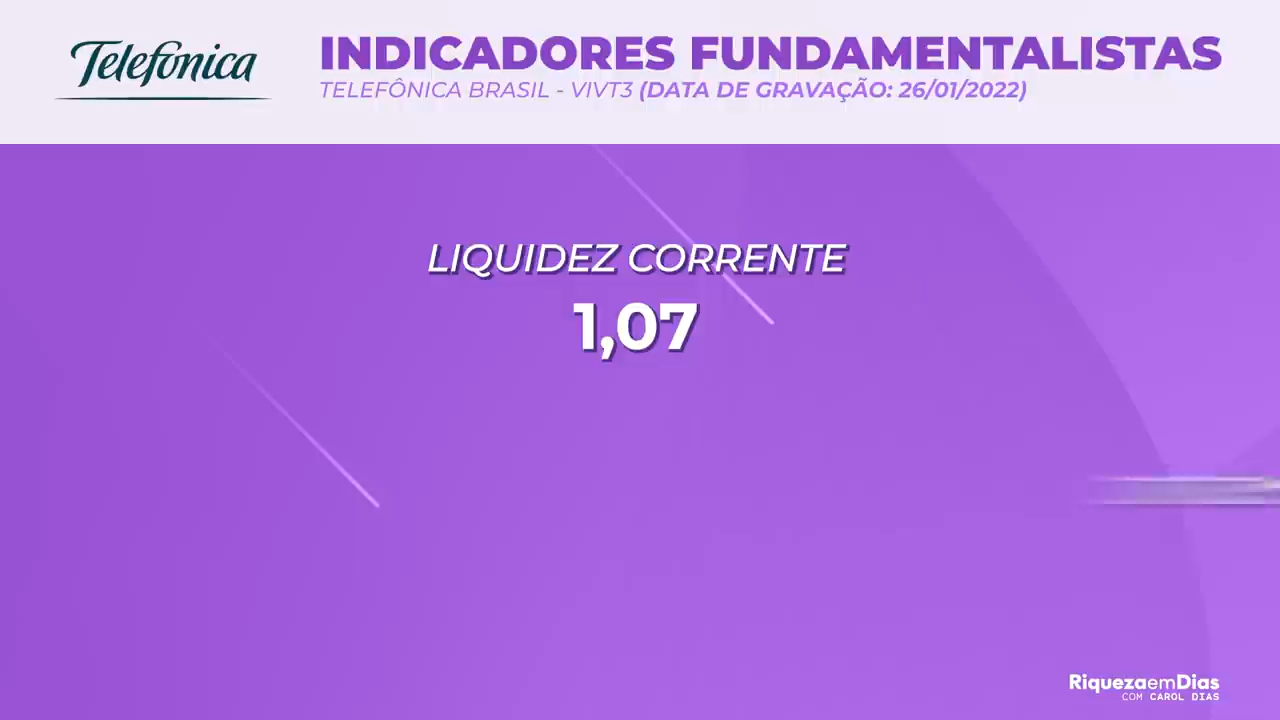 Telefónica
INDICADORES FUNDAMENTALISTAS
TELEFÔNICA BRASIL - VIVT3 (DATA DE GRAVAÇÃO: 26/01/2022)
LIQUIDEZ CORRENTE
1,07
RiquezaemDias
COM CAROL DIAS